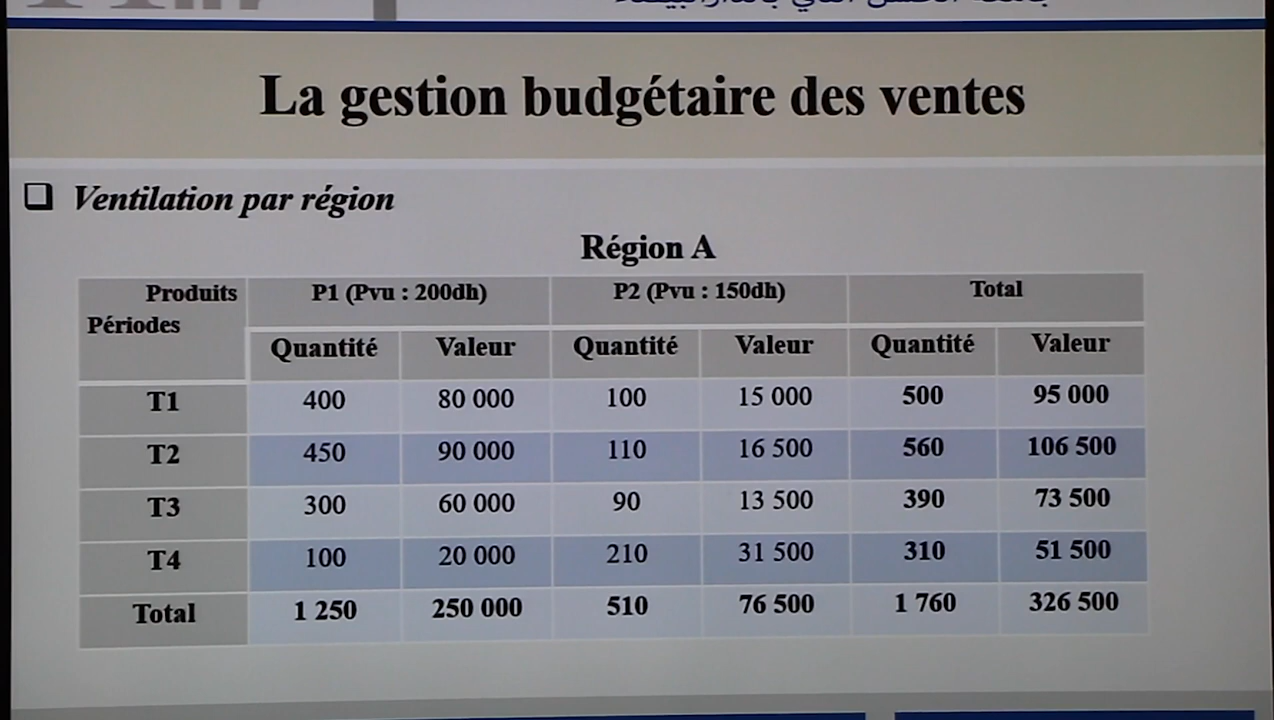 جامعة الحسن الثاني بالدارالبيضاء
La gestion budgétaire des ventes
❑ Ventilation par région
Région A
Produits P1 (Pvu : 200dh) P2 (Pvu : 150dh) Total
Périodes
Quantité Valeur Quantité Valeur Quantité Valeur
T1 400 80 000 100 15 000 500 95 000
T2 450 90 000 110 16 500 560 106 500
T3 300 60 000 90 13 500 390 73 500
T4 100 20 000 210 31 500 310 51 500
Total 1 250 250 000 510 76 500 1 760 326 500